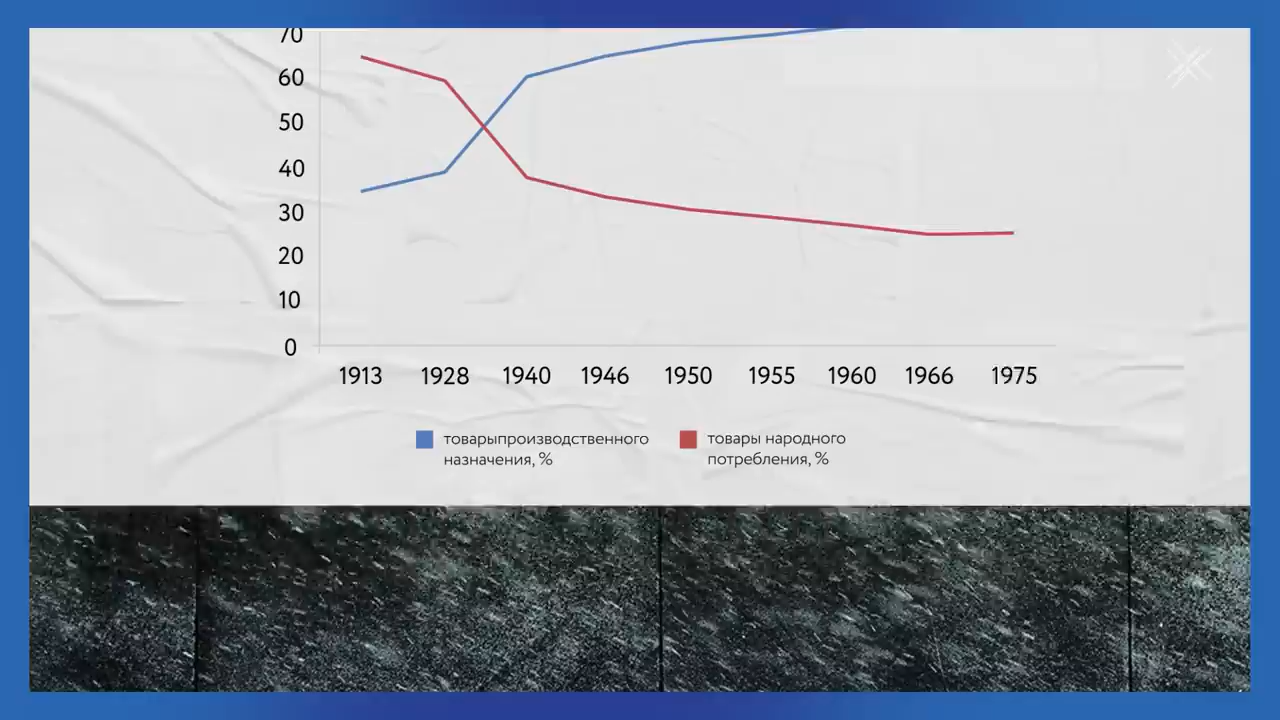 70
60
50
40
30
20
10
0
1913 1928 1940 1946 1950 1955 1960 1966 1975
товарыпроизводственного
назначения, %
товары народного
потребления, %